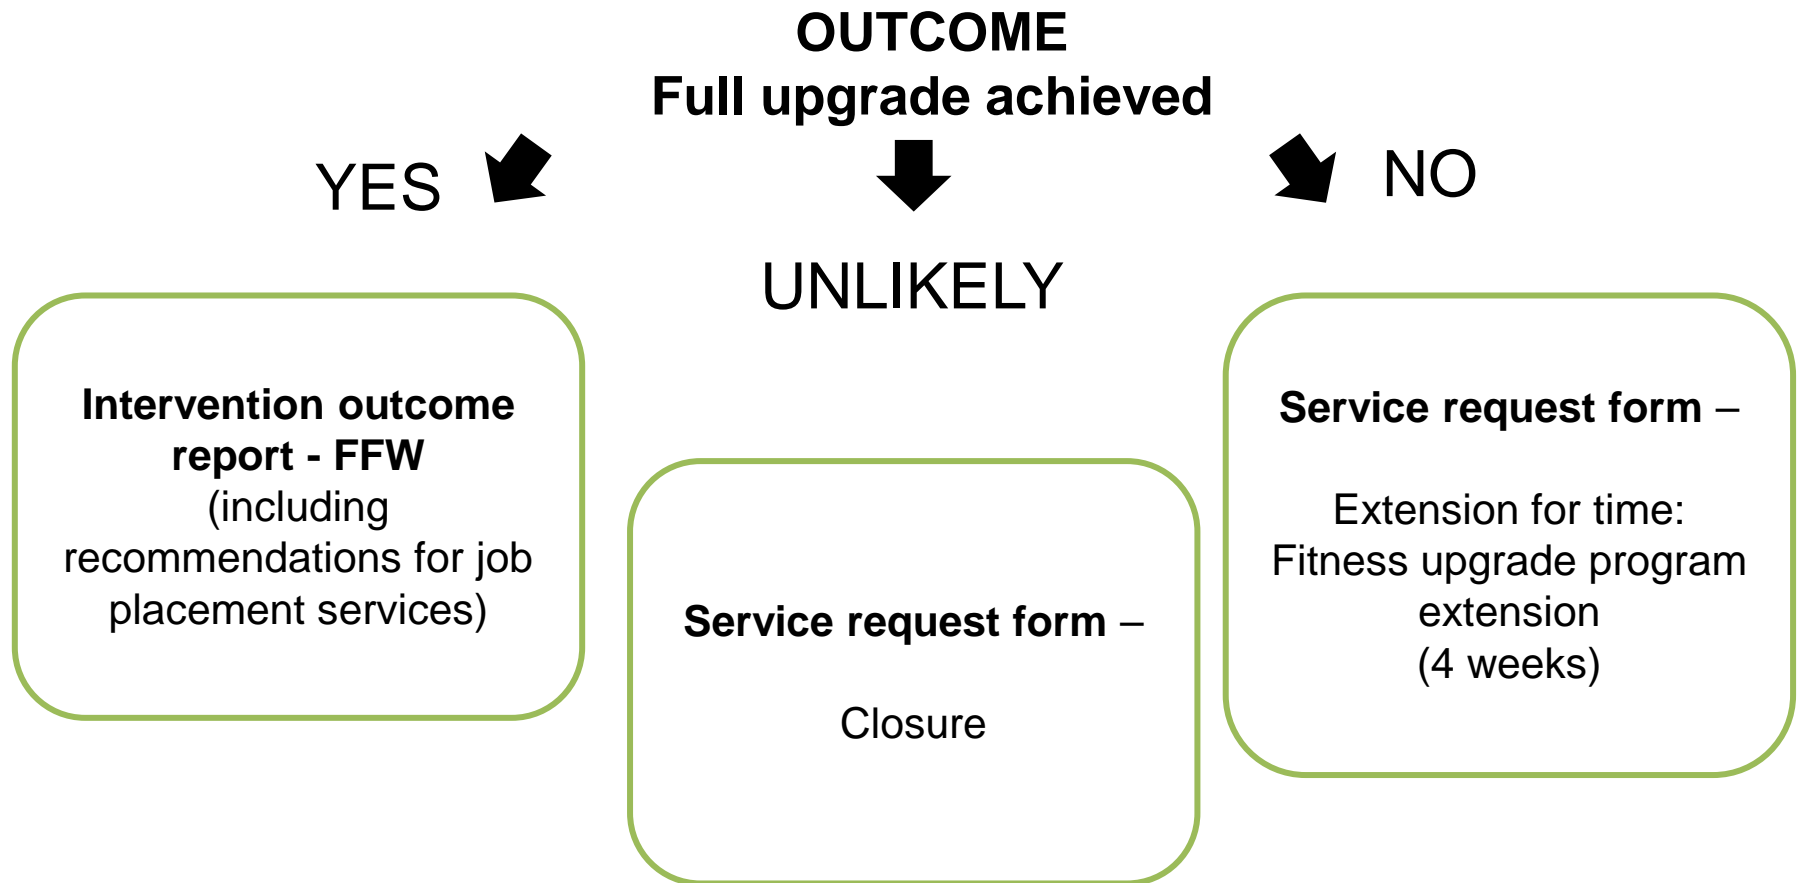 OUTCOME
Full upgrade achieved
YES
UNLIKELY
NO
Intervention outcome
report - FFW
(including
recommendations for job
placement services)
Service request form –
Closure
Service request form –
Extension for time:
Fitness upgrade program
extension
(4 weeks)